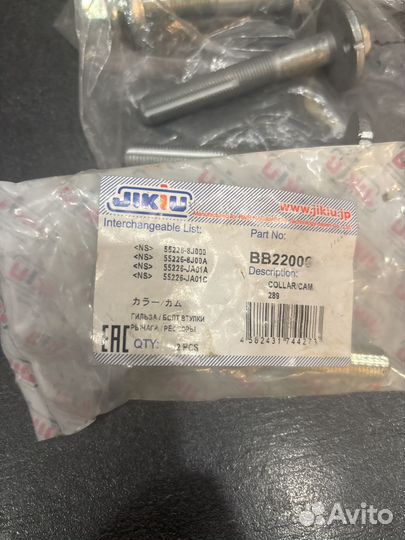 JIKIU
www.jikiu.jp
Interchangeable List:
Part No:
<NS> 55226-8J000
<NS> 55226-8J00A
<NS> 55226-JA01A
<NS> 55226-JA01C
BB22006
Description:
COLLAR/CAM
289
カラー/カム
ГИЛЬЗА/БОЛТ ВТУЛКИ
РЫЧАГА/РЕССОРЫ
EAC
QTY: 2 PCS
Avito